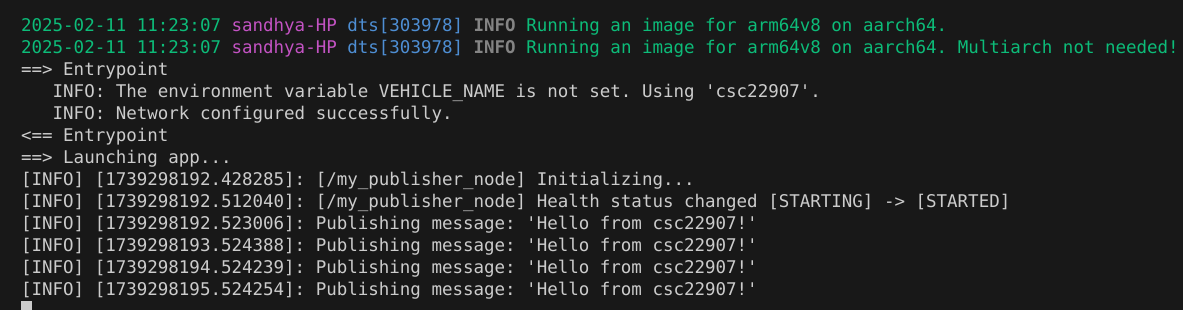 2025-02-11 11:23:07 sandhya-HP dts[303978] INFO Running an image for arm64v8 on aarch64.
2025-02-11 11:23:07 sandhya-HP dts[303978] INFO Running an image for arm64v8 on aarch64. Multiarch not needed!
==> Entrypoint
   INFO: The environment variable VEHICLE_NAME is not set. Using 'csc22907'.
   INFO: Network configured successfully.
<== Entrypoint
==> Launching app...
[INFO] [1739298192.428285]: [/my_publisher_node] Initializing...
[INFO] [1739298192.512040]: [/my_publisher_node] Health status changed [STARTING] -> [STARTED]
[INFO] [1739298192.523006]: Publishing message: 'Hello from csc22907!'
[INFO] [1739298193.524388]: Publishing message: 'Hello from csc22907!'
[INFO] [1739298194.524239]: Publishing message: 'Hello from csc22907!'
[INFO] [1739298195.524254]: Publishing message: 'Hello from csc22907!'